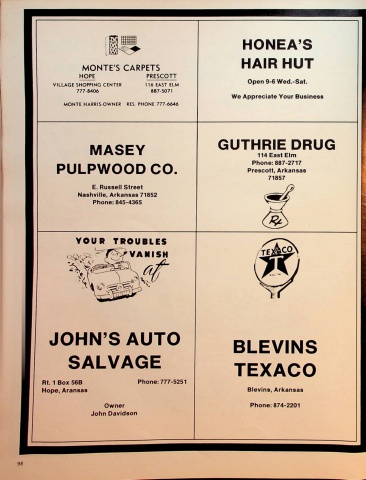 MONTE'S CARPETS
HOPE
VILLAGE SHOPPING CENTER
777-8406
PRESCOTT
116 EAST ELM
887-5071
MONTE HARRIS-OWNER RES. PHONE 777-6646
HONEA'S
HAIR HUT
Open 9-6 Wed.-Sat.
We Appreciate Your Business
MASEY
PULPWOOD CO.
E. Russell Street
Nashville, Arkansas 71852
Phone: 845-4365
GUTHRIE DRUG
114 East Elm
Phone: 887-2717
Prescott, Arkansas
71857
Rx
YOUR TROUBLES
VANISH
at
JOHN'S AUTO
SALVAGE
Rt. 1 Box 56B
Hope, Aransas
Phone: 777-5251
Owner
John Davidson
TEXACO
T
BLEVINS
TEXACO
Blevins, Arkansas
Phone: 874-2201
98